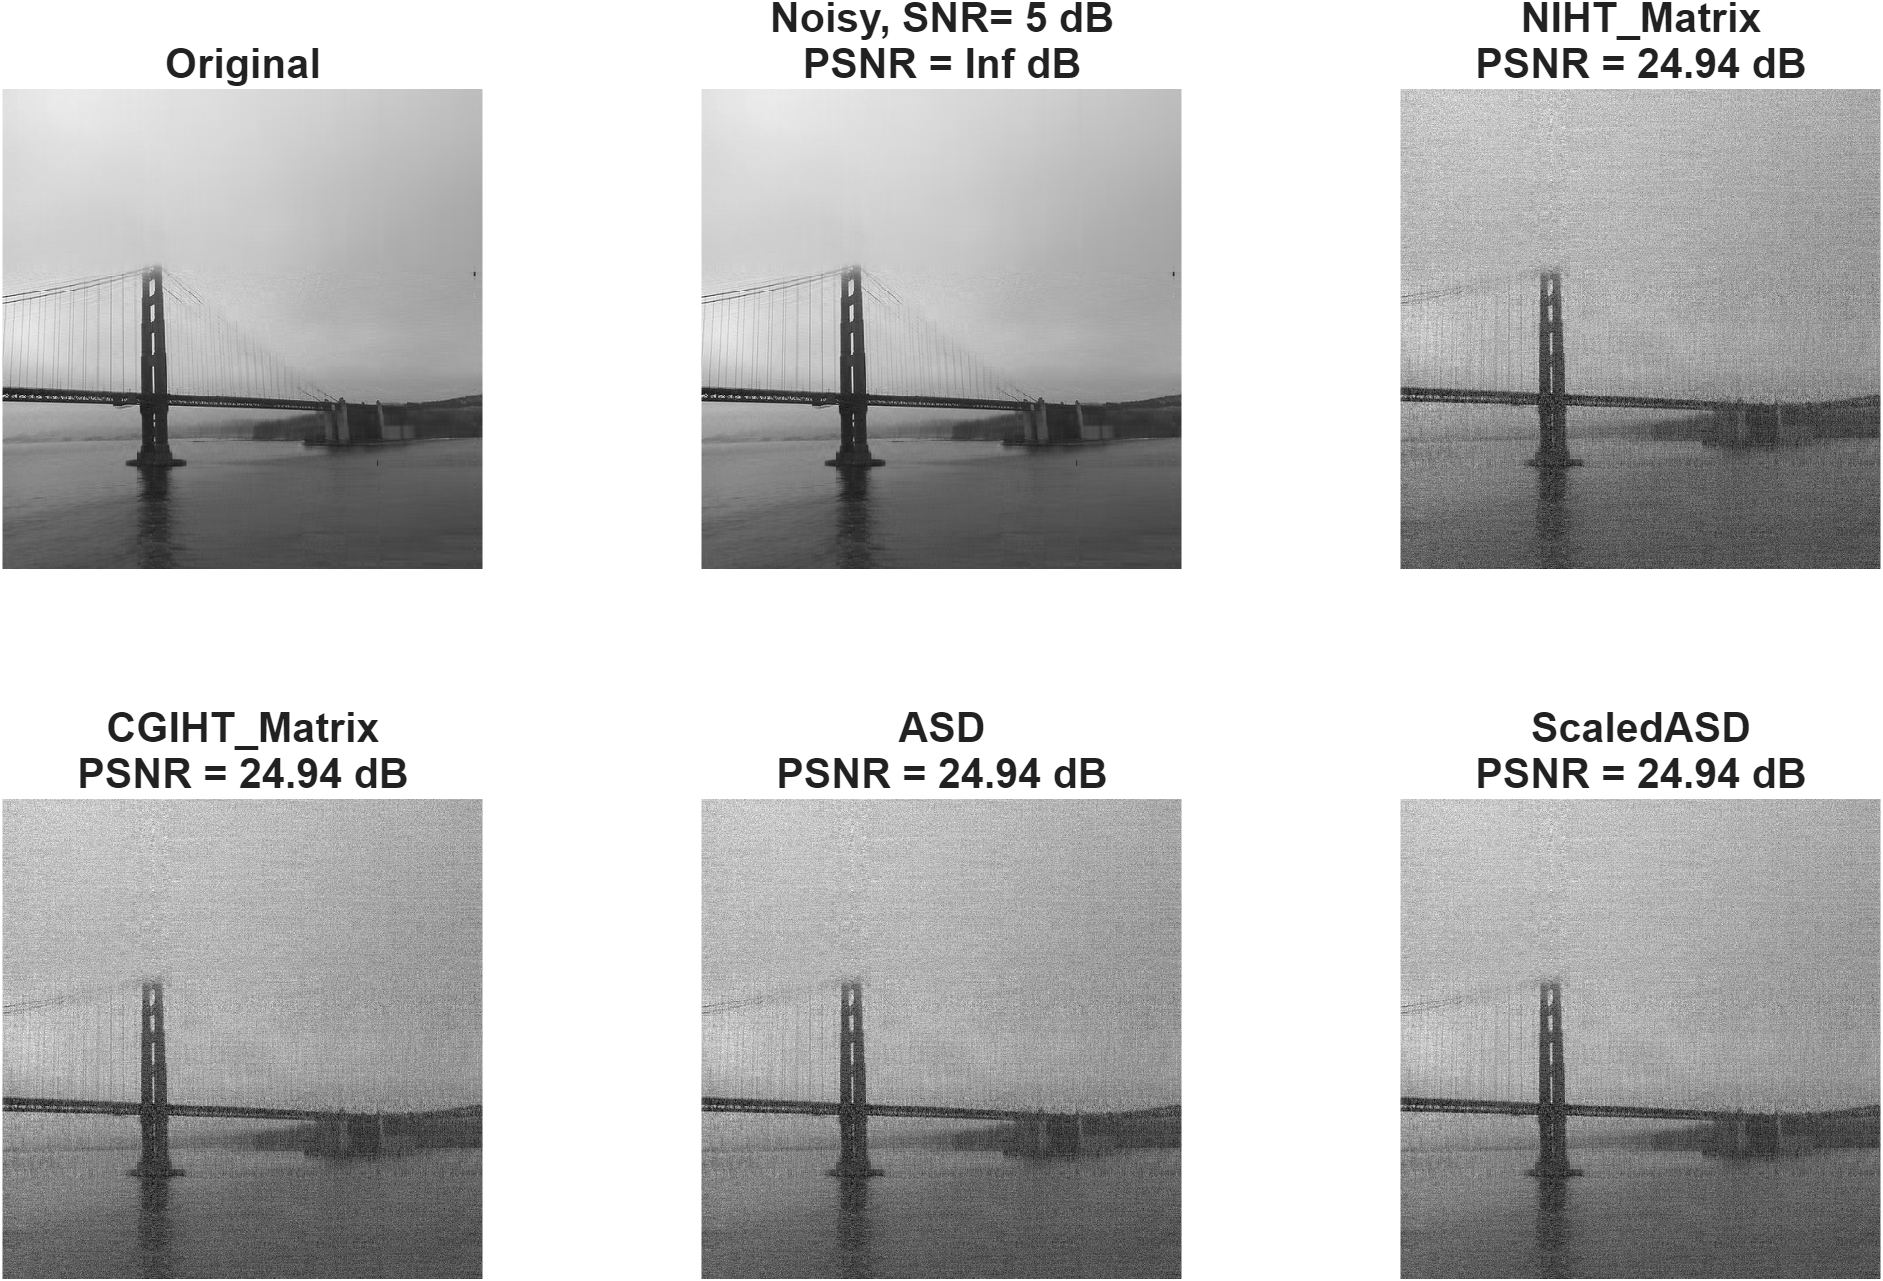 Original
Noisy, SNR= 5 dB
PSNR = Inf dB
NIHT_Matrix
PSNR = 24.94 dB
CGIHT_Matrix
PSNR = 24.94 dB
ASD
PSNR = 24.94 dB
ScaledASD
PSNR = 24.94 dB